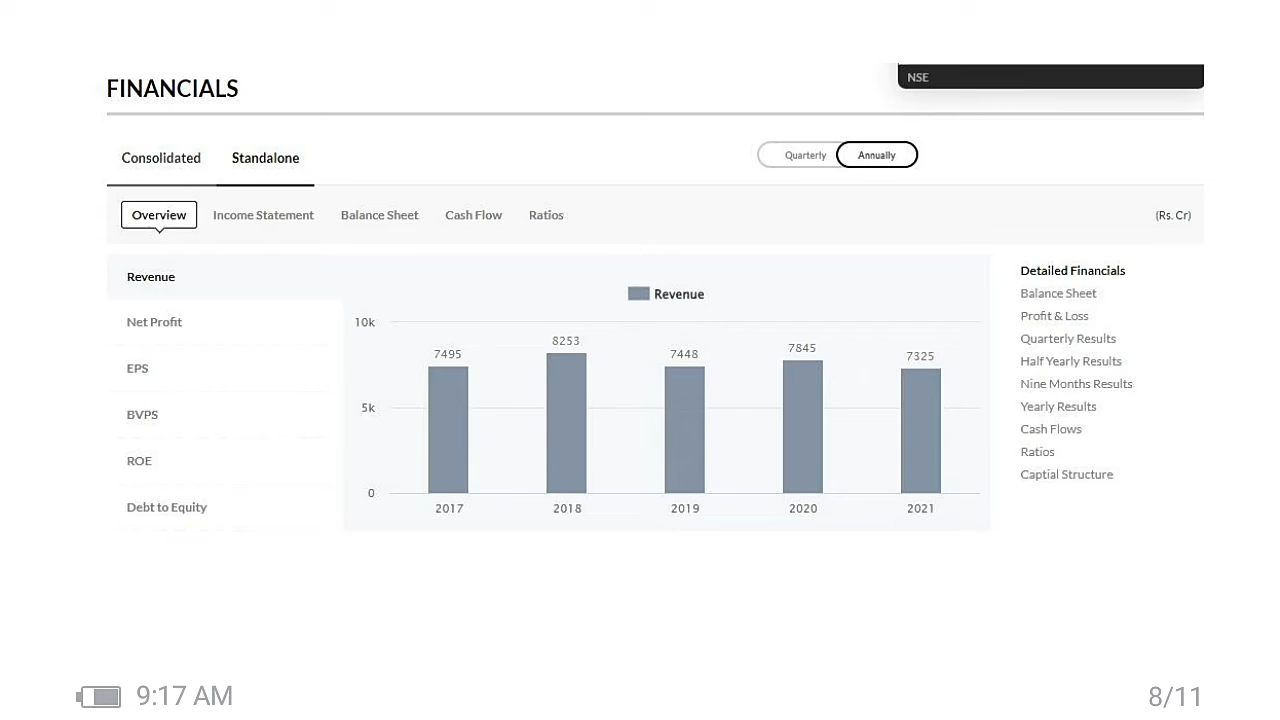 NSE
FINANCIALS
Consolidated Standalone Quarterly Annually
Overview Income Statement Balance Sheet Cash Flow Ratios (Rs. Cr)
Revenue
Net Profit
EPS
BVPS
ROE
Debt to Equity
Revenue
10k
5k
0
7495 8253 7448 7845 7325
2017 2018 2019 2020 2021
Detailed Financials
Balance Sheet
Profit & Loss
Quarterly Results
Half Yearly Results
Nine Months Results
Yearly Results
Cash Flows
Ratios
Captial Structure
9:17 AM 8/11